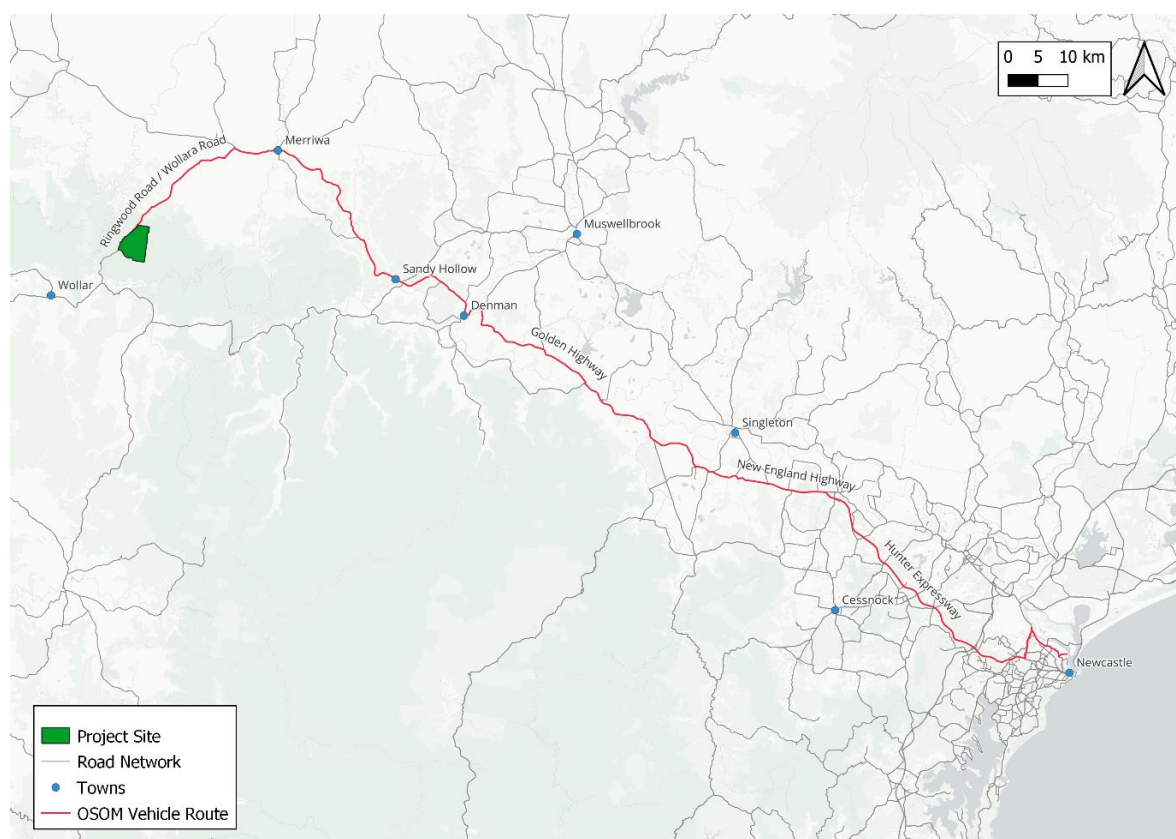 0 5 10 km
Merriwa
Ringwood Road / Wollara Road
Muswellbrook
Sandy Hollow
Wollar
Denman
Golden Highway
Singleton
New England Highway
Hunter Expressway
Cessnock
Newcastle
Project Site
Road Network
Towns
OSOM Vehicle Route